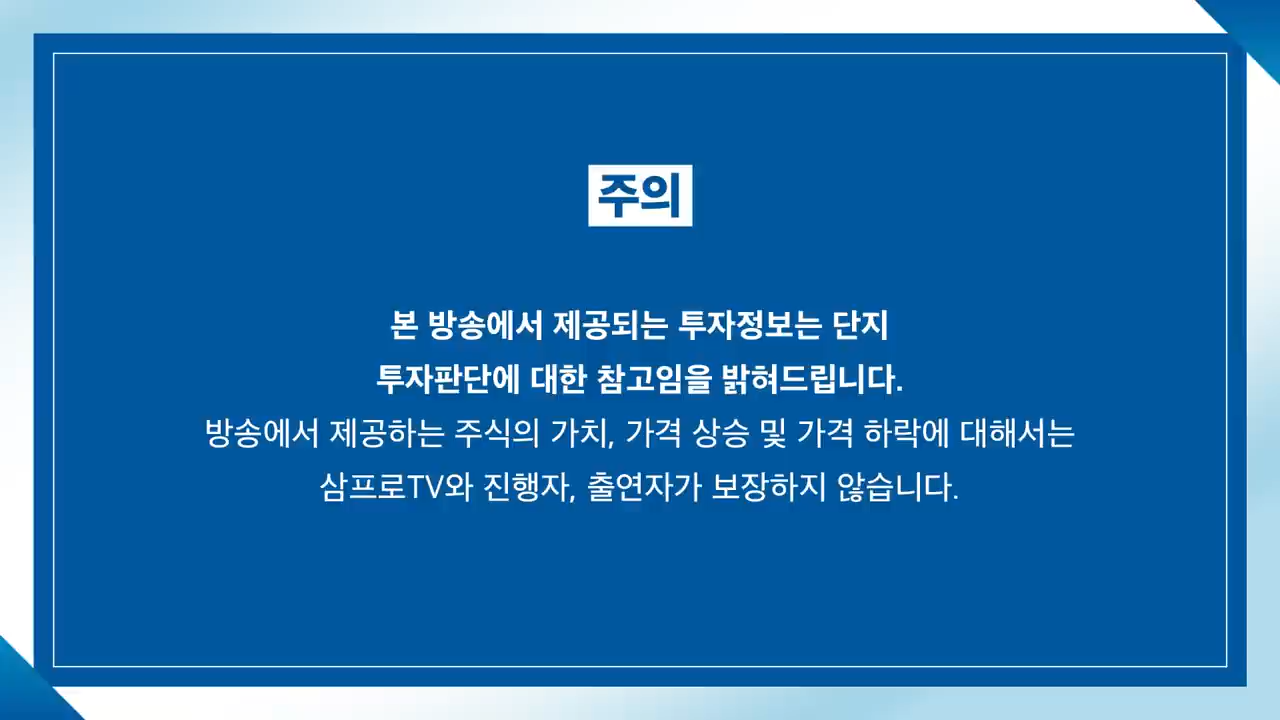 주의
본 방송에서 제공되는 투자정보는 단지
투자판단에 대한 참고임을 밝혀드립니다.
방송에서 제공하는 주식의 가치, 가격 상승 및 가격 하락에 대해서는
삼프로TV와 진행자, 출연자가 보장하지 않습니다.